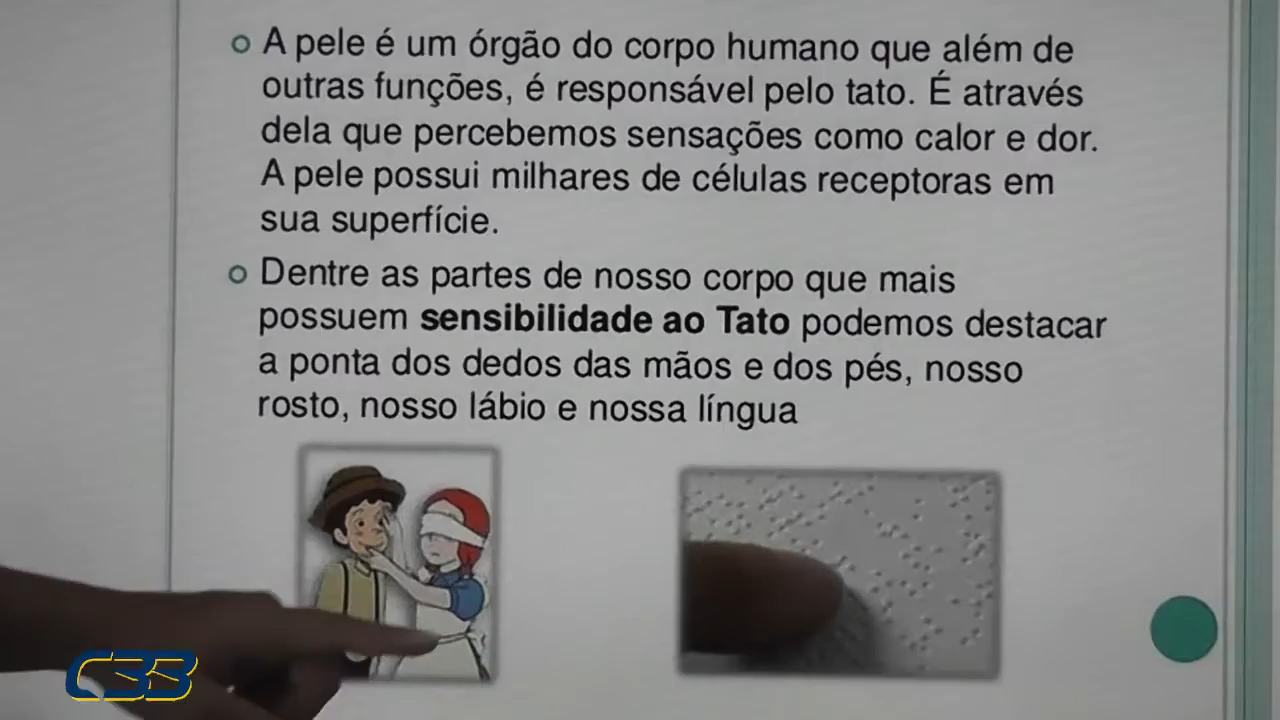 A pele é um órgão do corpo humano que além de
outras funções, é responsável pelo tato. É através
dela que percebemos sensações como calor e dor.
A pele possui milhares de células receptoras em
sua superfície.
Dentre as partes de nosso corpo que mais
possuem sensibilidade ao Tato podemos destacar
a ponta dos dedos das mãos e dos pés, nosso
rosto, nosso lábio e nossa língua
C33